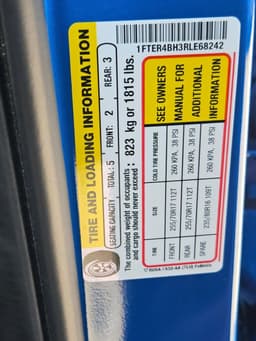 1FTER4BH3RLE68242
TIRE AND LOADING INFORMATION
SEATING CAPACITY TOTAL: 5 FRONT: 2 REAR: 3
The combined weight of occupants and cargo should never exceed : 823 kg or 1815 lbs.
TIRE SIZE COLD TIRE PRESSURE
FRONT 255/70R17 112T 260 KPA, 38 PSI
REAR 255/70R17 112T 260 KPA, 38 PSI
SPARE 260 KPA, 38 PSI
SEE OWNERS
MANUAL FOR
ADDITIONAL
INFORMATION